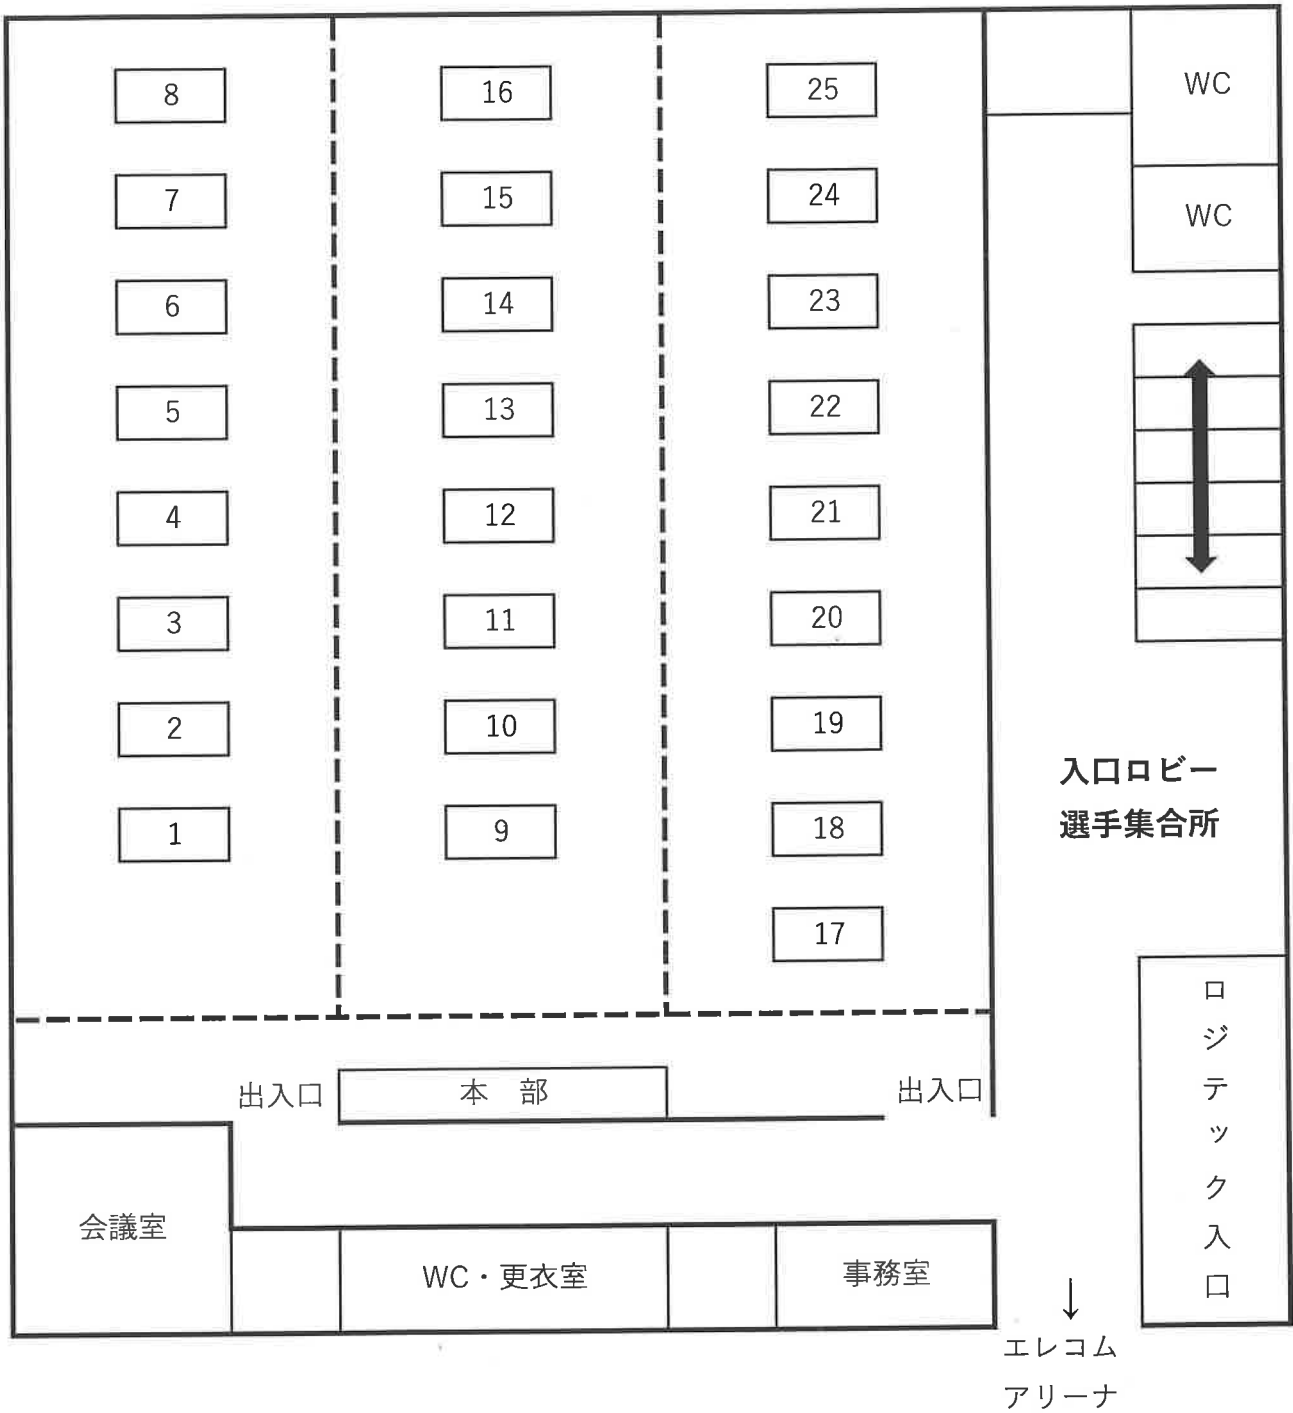 8 16 25 WC
7 15 24 WC
6 14 23
5 13 22
4 12 21
3 11 20
2 10 19
入口ロビー
選手集合所
1 9 18
17
出入口 本 部 出入口
ロジテック入口
会議室
WC・更衣室 事務室
↓
エレコム
アリーナ